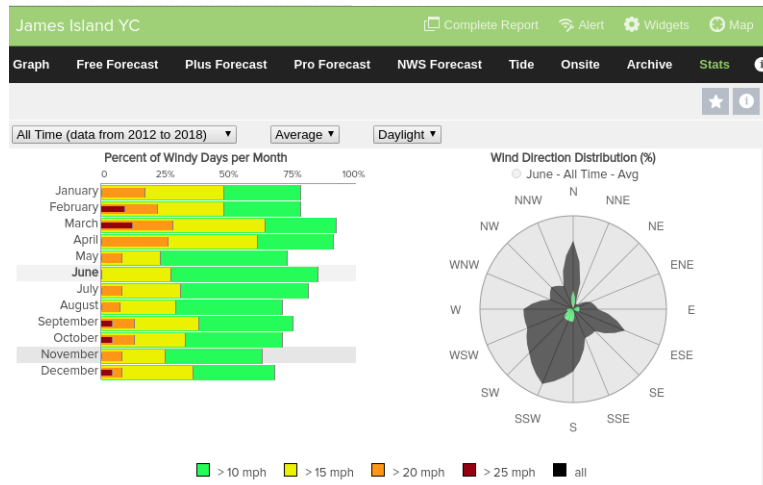 James Island YC
Complete Report Alert Widgets Map
Graph Free Forecast Plus Forecast Pro Forecast NWS Forecast Tide Onsite Archive Stats
All Time (data from 2012 to 2018) Average Daylight
Percent of Windy Days per Month
0 25% 50% 75% 100%
January
February
March
April
May
June
July
August
September
October
November
December
Wind Direction Distribution (%)
June - All Time - Avg
N
NNW NNE
NW NE
WNW ENE
W E
WSW ESE
SW SE
SSW SSE
S
> 10 mph > 15 mph > 20 mph > 25 mph all